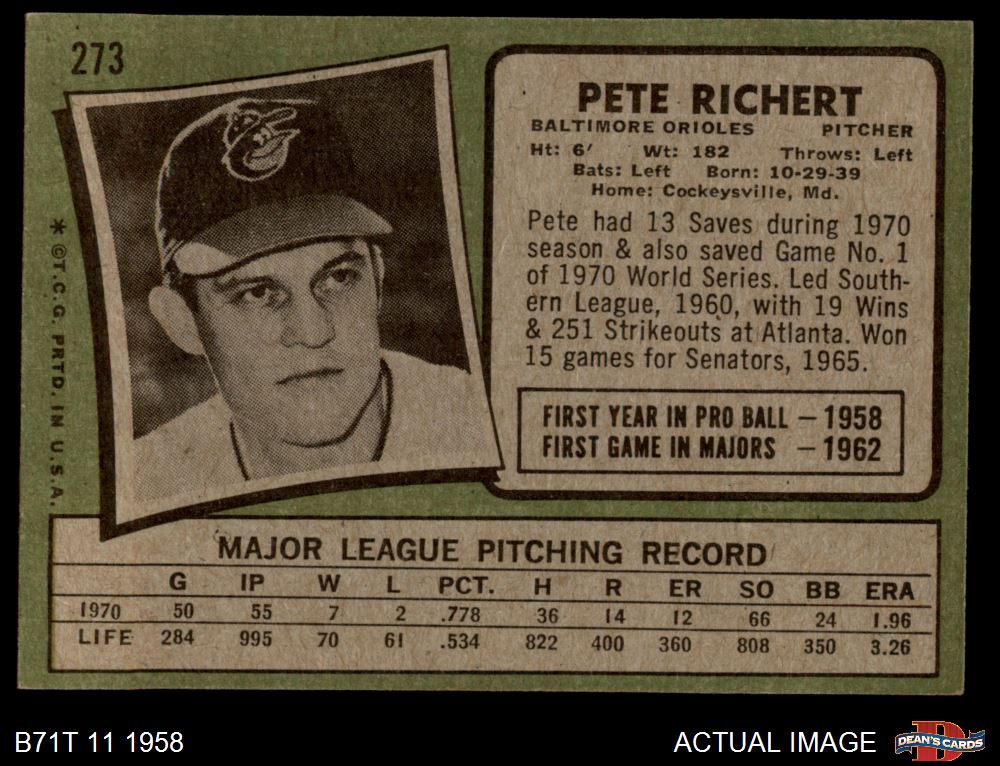 273
* ©T.C.G. PRTD. IN U.S.A.
PETE RICHERT
BALTIMORE ORIOLES PITCHER
Ht: 6' Wt: 182 Throws: Left
Bats: Left Born: 10-29-39
Home: Cockeysville, Md.
Pete had 13 Saves during 1970
season & also saved Game No. 1
of 1970 World Series. Led South-
ern League, 1960, with 19 Wins
& 251 Strikeouts at Atlanta. Won
15 games for Senators, 1965.
FIRST YEAR IN PRO BALL – 1958
FIRST GAME IN MAJORS – 1962
MAJOR LEAGUE PITCHING RECORD
G IP W L PCT. H R ER SO BB ERA
1970 50 55 7 2 .778 36 14 12 66 24 1.96
LIFE 284 995 70 61 .534 822 400 360 808 350 3.26
B71T 11 1958
ACTUAL IMAGE
DEAN'S CARDS